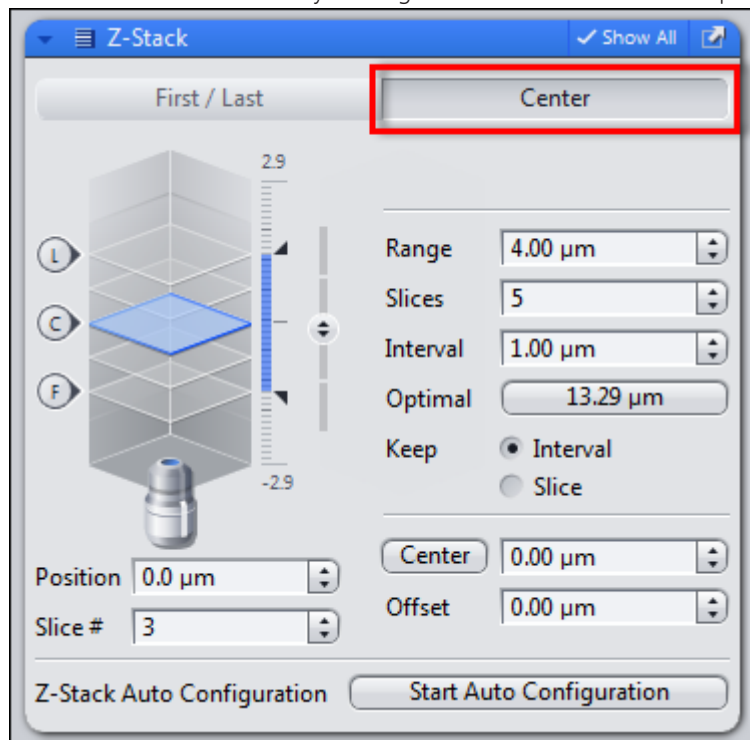 Z-Stack ✓ Show All
First / Last Center
2.9
L
C
F
-2.9
Range 4.00 µm
Slices 5
Interval 1.00 µm
Optimal 13.29 µm
Keep Interval
Slice
Center 0.00 µm
Offset 0.00 µm
Position 0.0 µm
Slice # 3
Z-Stack Auto Configuration Start Auto Configuration